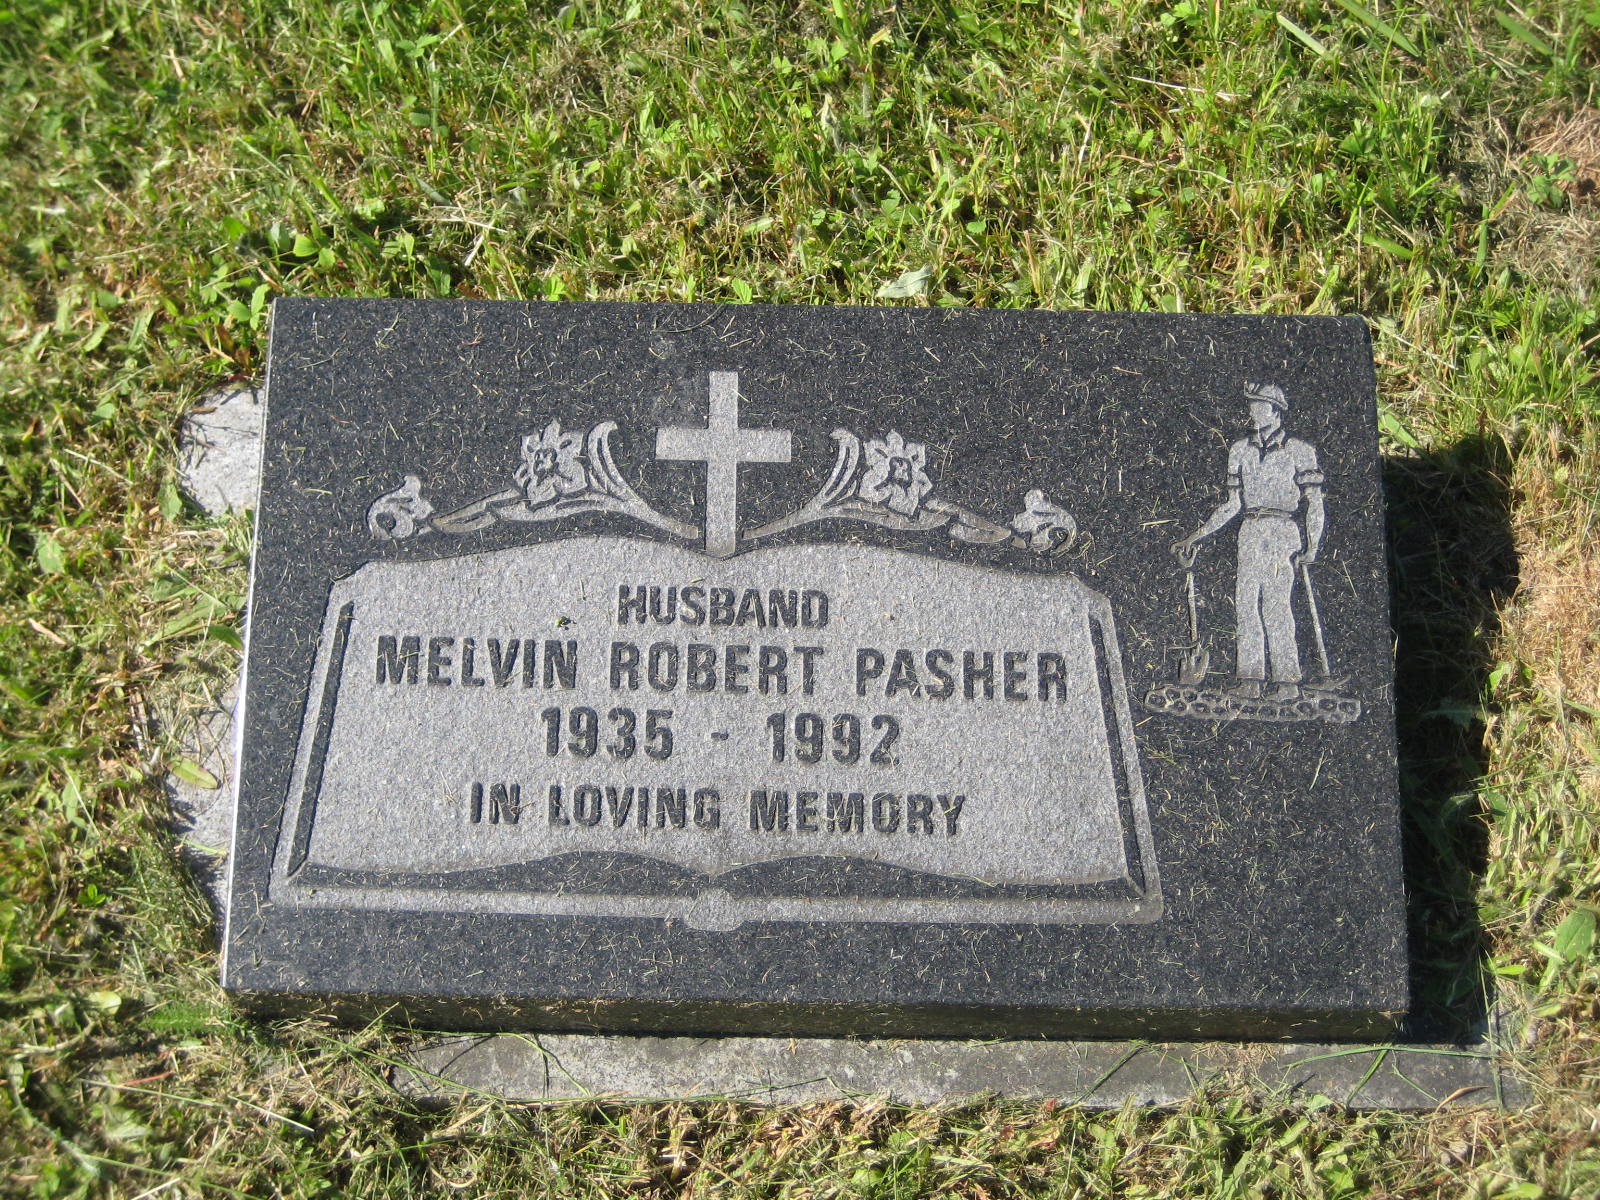 HUSBAND
MELVIN ROBERT PASHER
1935 - 1992
IN LOVING MEMORY